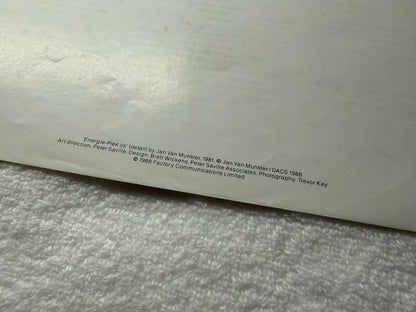 'Energie-Piek ijs' (detail) by Jan Van Munster, 1981. © Jan Van Munster/DACS 1988
Art direction: Peter Saville. Design: Brett Wickens, Peter Saville Associates. Photography: Trevor Key
© 1988 Factory Communications Limited